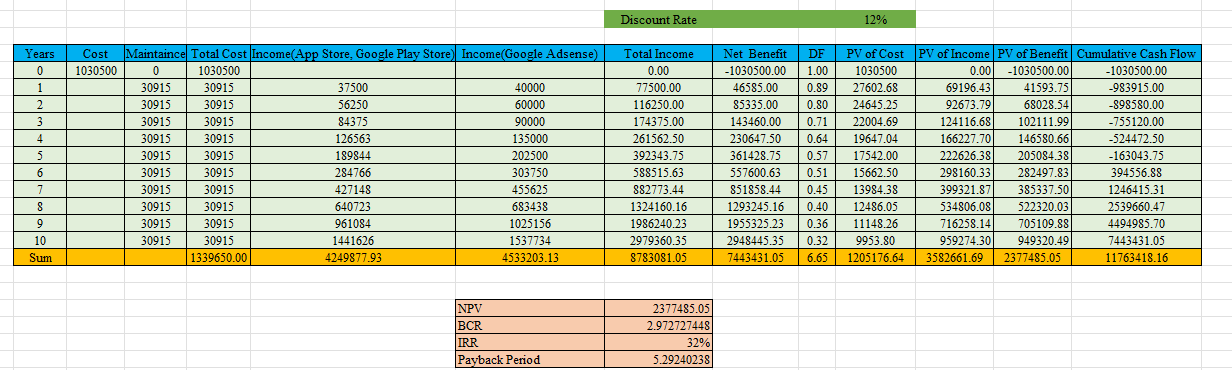 Discount Rate 12%
Years Cost Maintaince Total Cost Income(App Store, Google Play Store) Income(Google Adsense) Total Income Net Benefit DF PV of Cost PV of Income PV of Benefit Cumulative Cash Flow
0 1030500 0 1030500 0.00 -1030500.00 1.00 1030500 0.00 -1030500.00 -1030500.00
1 30915 30915 37500 40000 77500.00 46585.00 0.89 27602.68 69196.43 41593.75 -983915.00
2 30915 30915 56250 60000 116250.00 85335.00 0.80 24645.25 92673.79 68028.54 -898580.00
3 30915 30915 84375 90000 174375.00 143460.00 0.71 22004.69 124116.68 102111.99 -755120.00
4 30915 30915 126563 135000 261562.50 230647.50 0.64 19647.04 166227.70 146580.66 -524472.50
5 30915 30915 189844 202500 392343.75 361428.75 0.57 17542.00 222626.38 205084.38 -163043.75
6 30915 30915 284766 303750 588515.63 557600.63 0.51 15662.50 298160.33 282497.83 394556.88
7 30915 30915 427148 455625 882773.44 851858.44 0.45 13984.38 399321.87 385337.50 1246415.31
8 30915 30915 640723 683438 1324160.16 1293245.16 0.40 12486.05 534806.08 522320.03 2539660.47
9 30915 30915 961084 1025156 1986240.23 1955325.23 0.36 11148.26 716258.14 705109.88 4494985.70
10 30915 30915 1441626 1537734 2979360.35 2948445.35 0.32 9953.80 959274.30 949320.49 7443431.05
Sum 1339650.00 4249877.93 4533203.13 8783081.05 7443431.05 6.65 1205176.64 3582661.69 2377485.05 11763418.16
NPV 2377485.05
BCR 2.972727448
IRR 32%
Payback Period 5.29240238